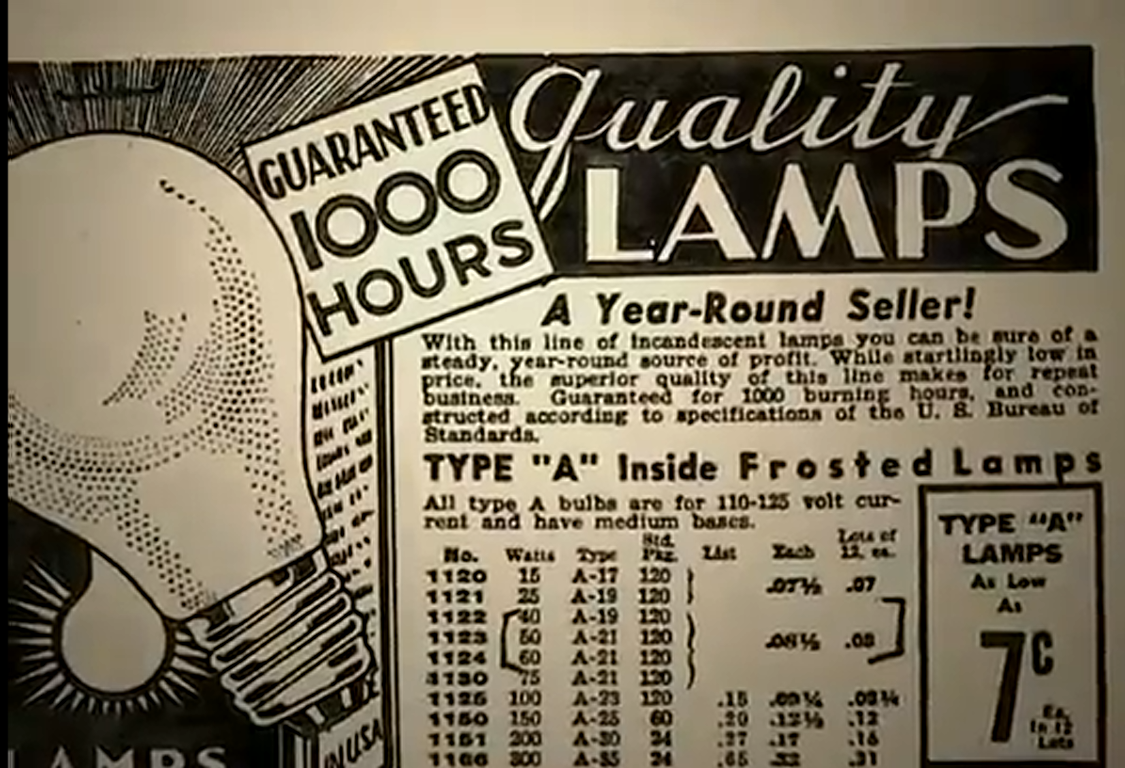 GUARANTEED
1000
HOURS
Quality
LAMPS
A Year-Round Seller!
With this line of incandescent lamps you can be sure of a
steady, year-round source of profit. While startlingly low in
price, the superior quality of this line makes for repeat
business. Guaranteed for 1000 burning hours, and con-
structed according to specifications of the U. S. Bureau of
Standards.
TYPE "A" Inside Frosted Lamps
All type A bulbs are for 110-125 volt cur-
rent and have medium bases.
No. Watts Type Std. Pkg. List Each Lots of 12, ea.
1120 15 A-17 120
1121 25 A-19 120 .07½ .07
1122 40 A-19 120
1123 50 A-21 120 .08½ .08
1124 60 A-21 120
1130 75 A-21 120
1125 100 A-23 120 .15
1150 150 A-25 60 .20 .12½ .12
1151 200 A-30 24 .27 .17 .16
1166 300 A-35 24 .65 .31
TYPE "A"
LAMPS
As Low
As
7c
Ea.
In 12
Lots
LAMPS
IN USA